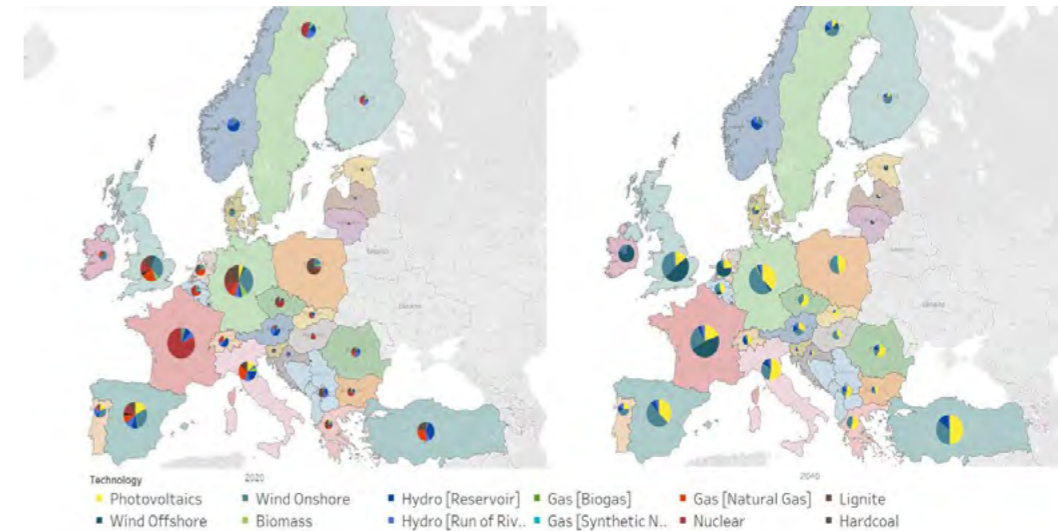 Technology
2020
2040
Photovoltaics
Wind Onshore
Hydro [Reservoir]
Gas [Biogas]
Gas [Natural Gas]
Lignite
Wind Offshore
Biomass
Hydro [Run of Riv..
Gas [Synthetic N..
Nuclear
Hardcoal